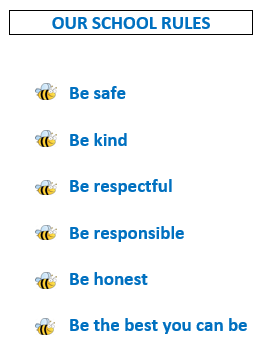 OUR SCHOOL RULES
Be safe
Be kind
Be respectful
Be responsible
Be honest
Be the best you can be